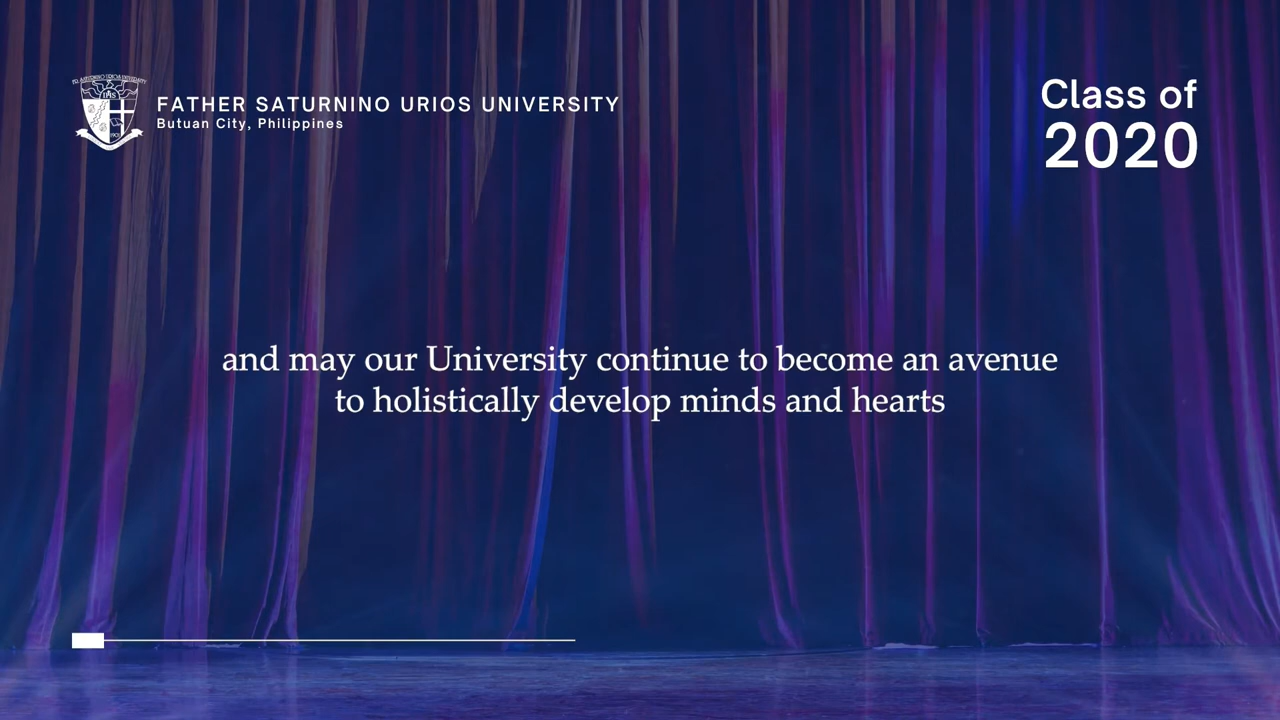 FATHER SATURNINO URIOS UNIVERSITY
Butuan City, Philippines
Class of
2020
and may our University continue to become an avenue
to holistically develop minds and hearts